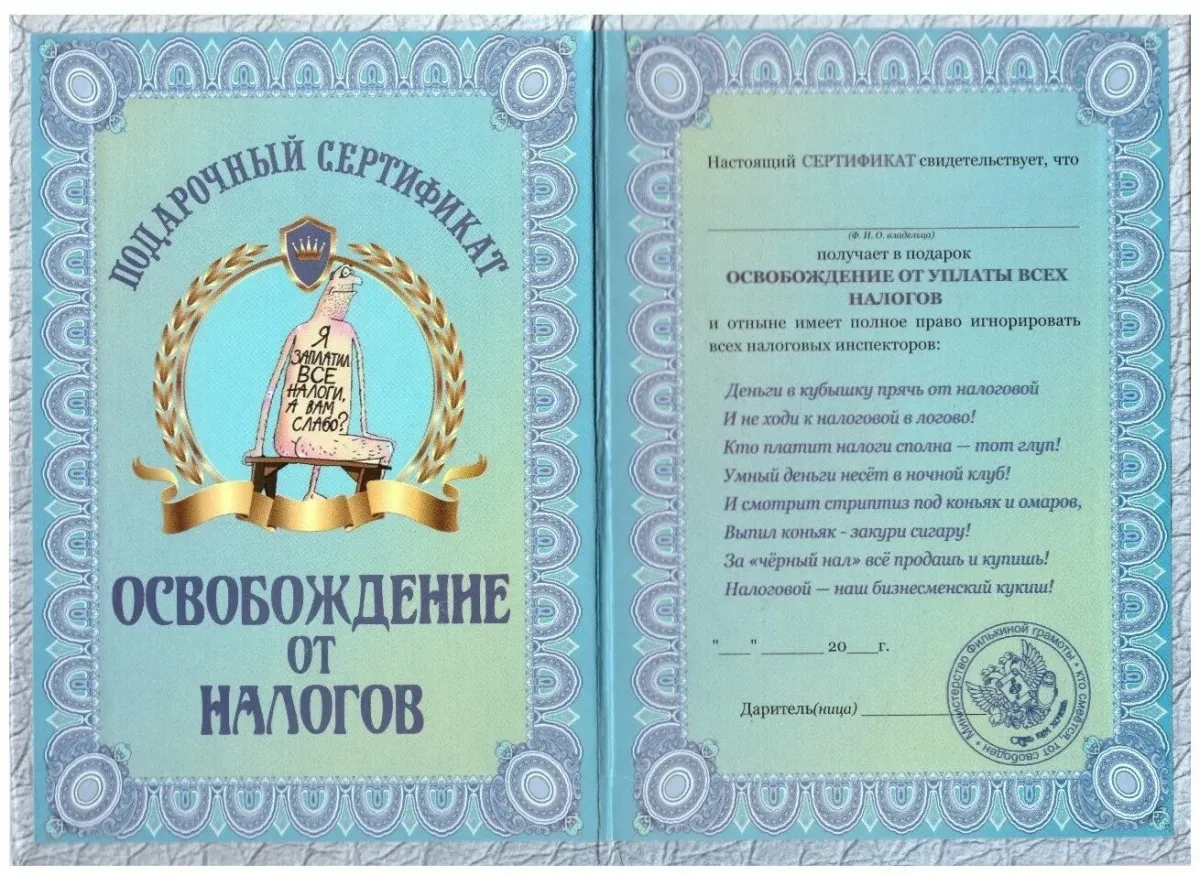 ПОДАРОЧНЫЙ СЕРТИФИКАТ
Я
ЗАПЛАТИЛ
ВСЕ
НАЛОГИ,
А ВАМ
СЛАБО?
ОСВОБОЖДЕНИЕ
ОТ
НАЛОГОВ
Настоящий СЕРТИФИКАТ свидетельствует, что
(Ф. И. О. владельца)
получает в подарок
ОСВОБОЖДЕНИЕ ОТ УПЛАТЫ ВСЕХ
НАЛОГОВ
и отныне имеет полное право игнорировать
всех налоговых инспекторов:
Деньги в кубышку прячь от налоговой
И не ходи к налоговой в логово!
Кто платит налоги сполна — тот глуп!
Умный деньги несёт в ночной клуб!
И смотрит стриптиз под коньяк и омаров,
Выпил коньяк - закури сигару!
За «чёрный нал» всё продашь и купишь!
Налоговой — наш бизнесменский кукиш!
"____" _______ 20____г.
Даритель(ница) ______________
Министерство Филькиной грамоты • кто смеётся, тот свободен •